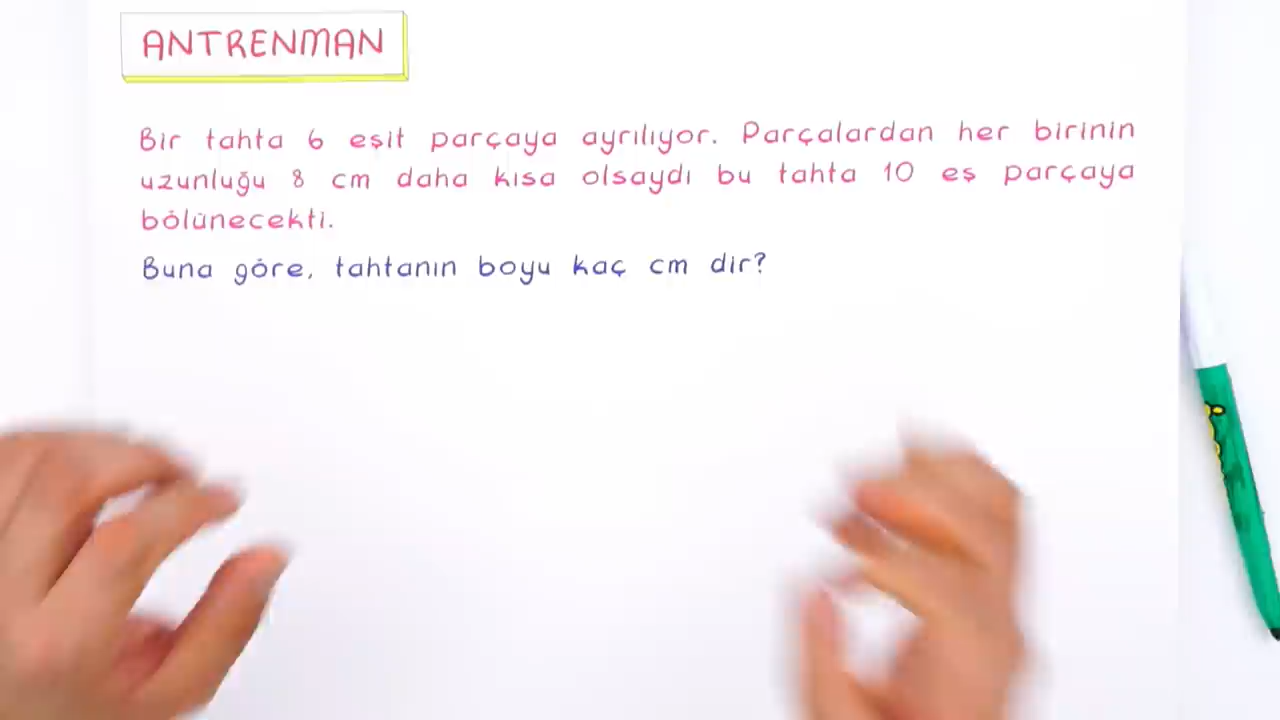 ANTRENMAN
Bir tahta 6 eşit parçaya ayrılıyor. Parçalardan her birinin
uzunluğu 8 cm daha kısa olsaydı bu tahta 10 eş parçaya
bölünecekti.
Buna göre, tahtanın boyu kaç cm dir?